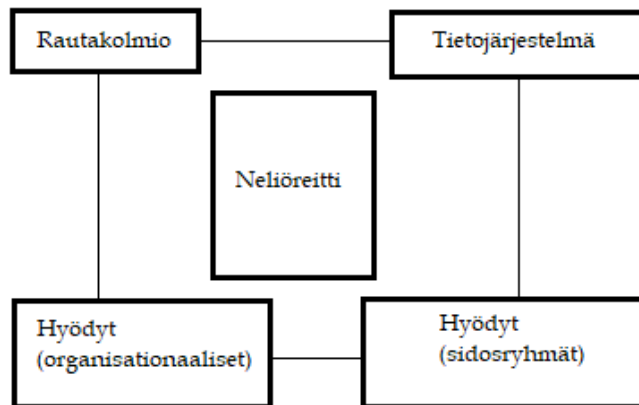 Rautakolmio
Tietojärjestelmä
Neliöreitti
Hyödyt
(organisationaaliset)
Hyödyt
(sidosryhmät)